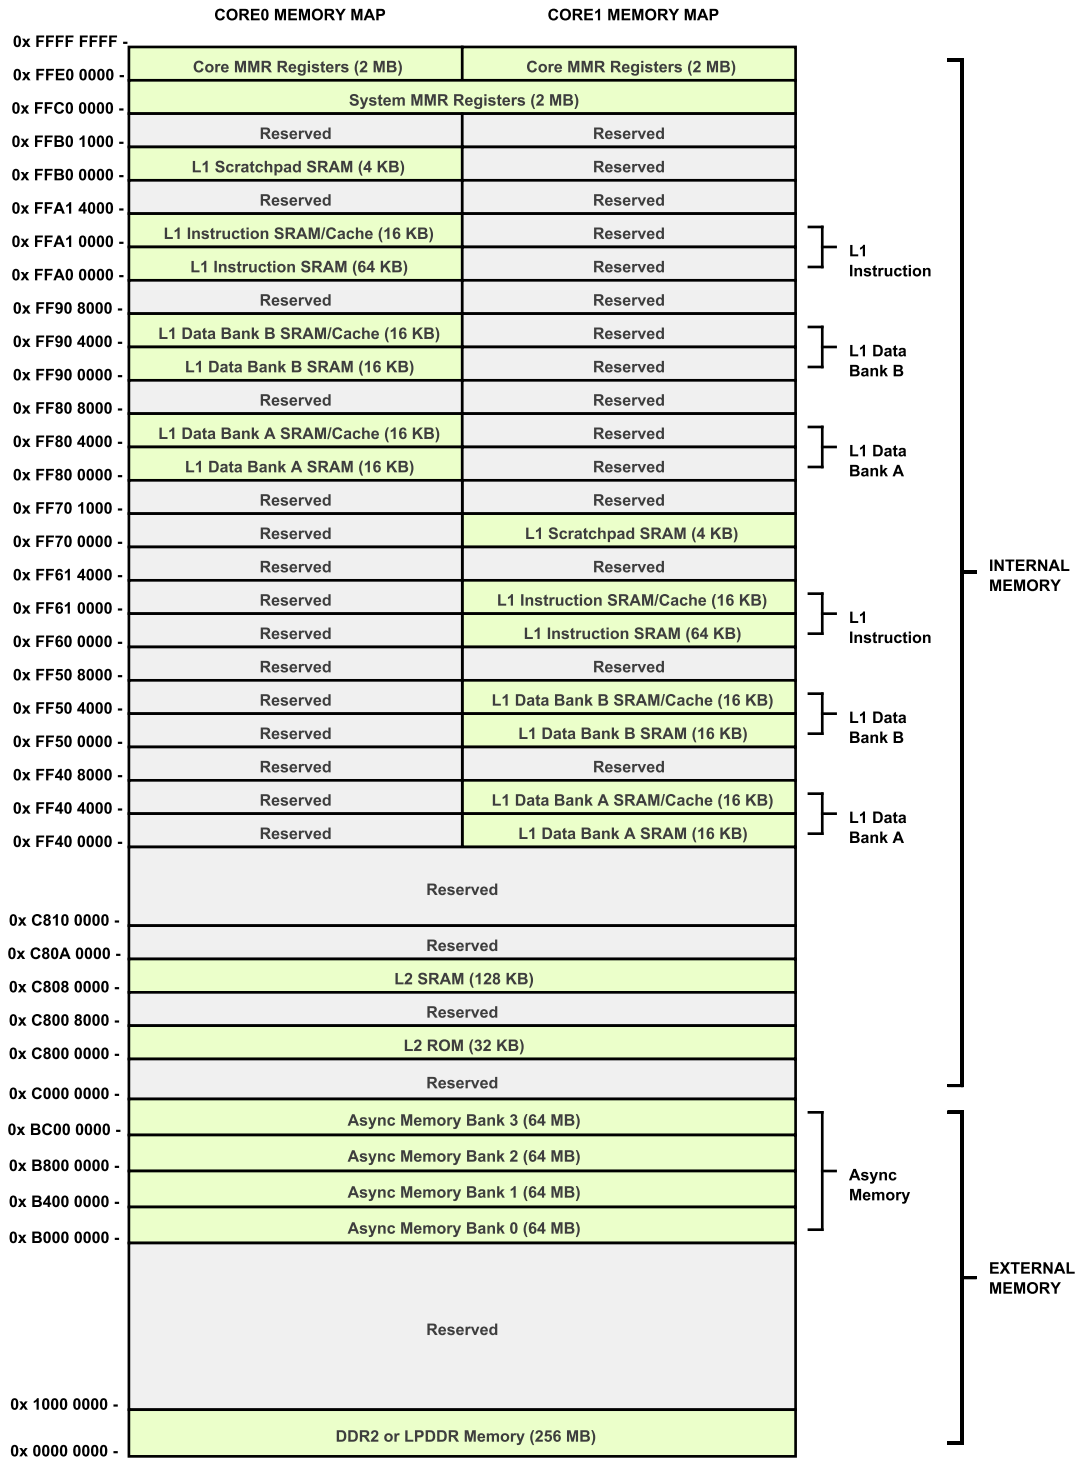 CORE0 MEMORY MAP CORE1 MEMORY MAP
0x FFFF FFFF -
Core MMR Registers (2 MB) Core MMR Registers (2 MB)
0x FFE0 0000 -
System MMR Registers (2 MB)
0x FFC0 0000 -
Reserved Reserved
0x FFB0 1000 -
L1 Scratchpad SRAM (4 KB) Reserved
0x FFB0 0000 -
Reserved Reserved
0x FFA1 4000 -
L1 Instruction SRAM/Cache (16 KB) Reserved
0x FFA1 0000 -
L1
Instruction
L1 Instruction SRAM (64 KB) Reserved
0x FFA0 0000 -
Reserved Reserved
0x FF90 8000 -
L1 Data Bank B SRAM/Cache (16 KB) Reserved
0x FF90 4000 -
L1 Data
Bank B
L1 Data Bank B SRAM (16 KB) Reserved
0x FF90 0000 -
Reserved Reserved
0x FF80 8000 -
L1 Data Bank A SRAM/Cache (16 KB) Reserved
0x FF80 4000 -
L1 Data
Bank A
L1 Data Bank A SRAM (16 KB) Reserved
0x FF80 0000 -
Reserved Reserved
0x FF70 1000 -
Reserved L1 Scratchpad SRAM (4 KB)
0x FF70 0000 -
Reserved Reserved
0x FF61 4000 -
INTERNAL
MEMORY
Reserved L1 Instruction SRAM/Cache (16 KB)
0x FF61 0000 -
L1
Instruction
Reserved L1 Instruction SRAM (64 KB)
0x FF60 0000 -
Reserved Reserved
0x FF50 8000 -
Reserved L1 Data Bank B SRAM/Cache (16 KB)
0x FF50 4000 -
L1 Data
Bank B
Reserved L1 Data Bank B SRAM (16 KB)
0x FF50 0000 -
Reserved Reserved
0x FF40 8000 -
Reserved L1 Data Bank A SRAM/Cache (16 KB)
0x FF40 4000 -
L1 Data
Bank A
Reserved L1 Data Bank A SRAM (16 KB)
0x FF40 0000 -
Reserved
0x C810 0000 -
Reserved
0x C80A 0000 -
L2 SRAM (128 KB)
0x C808 0000 -
Reserved
0x C800 8000 -
L2 ROM (32 KB)
0x C800 0000 -
Reserved
0x C000 0000 -
Async Memory Bank 3 (64 MB)
0x BC00 0000 -
Async Memory Bank 2 (64 MB)
0x B800 0000 -
Async
Memory
Async Memory Bank 1 (64 MB)
0x B400 0000 -
Async Memory Bank 0 (64 MB)
0x B000 0000 -
EXTERNAL
MEMORY
Reserved
0x 1000 0000 -
DDR2 or LPDDR Memory (256 MB)
0x 0000 0000 -